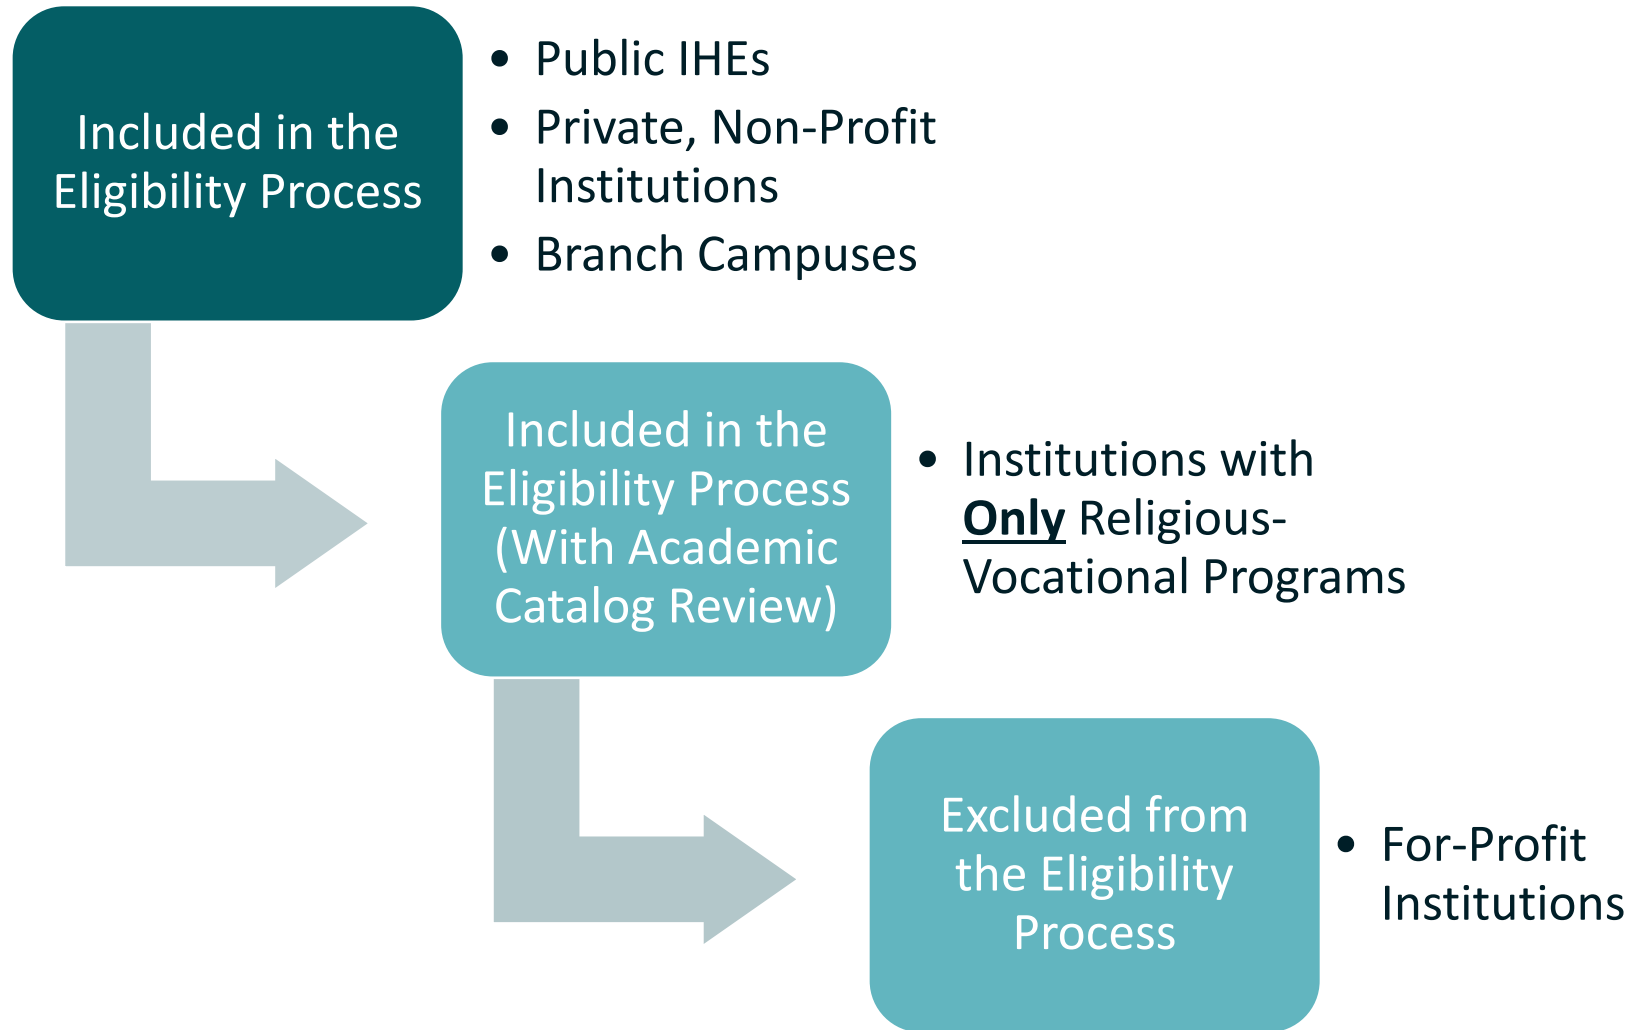 Included in the
Eligibility Process
• Public IHEs
• Private, Non-Profit
Institutions
• Branch Campuses
Included in the
Eligibility Process
(With Academic
Catalog Review)
• Institutions with
Only Religious-
Vocational Programs
Excluded from
the Eligibility
Process
• For-Profit
Institutions